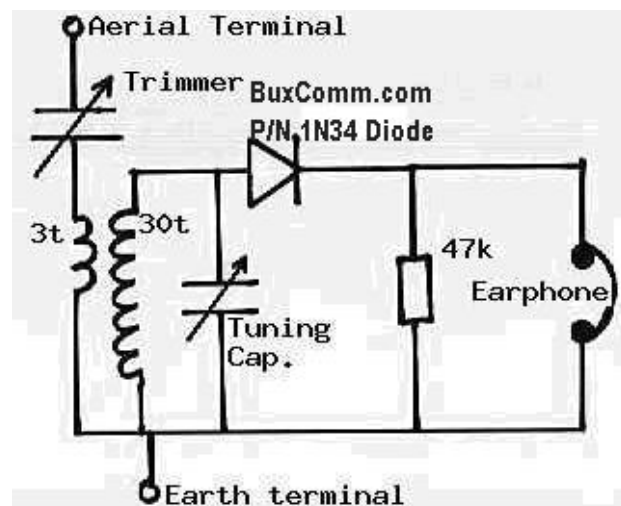 Aerial Terminal
Trimmer
BuxComm.com
P/N 1N34 Diode
3t
30t
47k
Earphone
Tuning
Cap.
Earth terminal